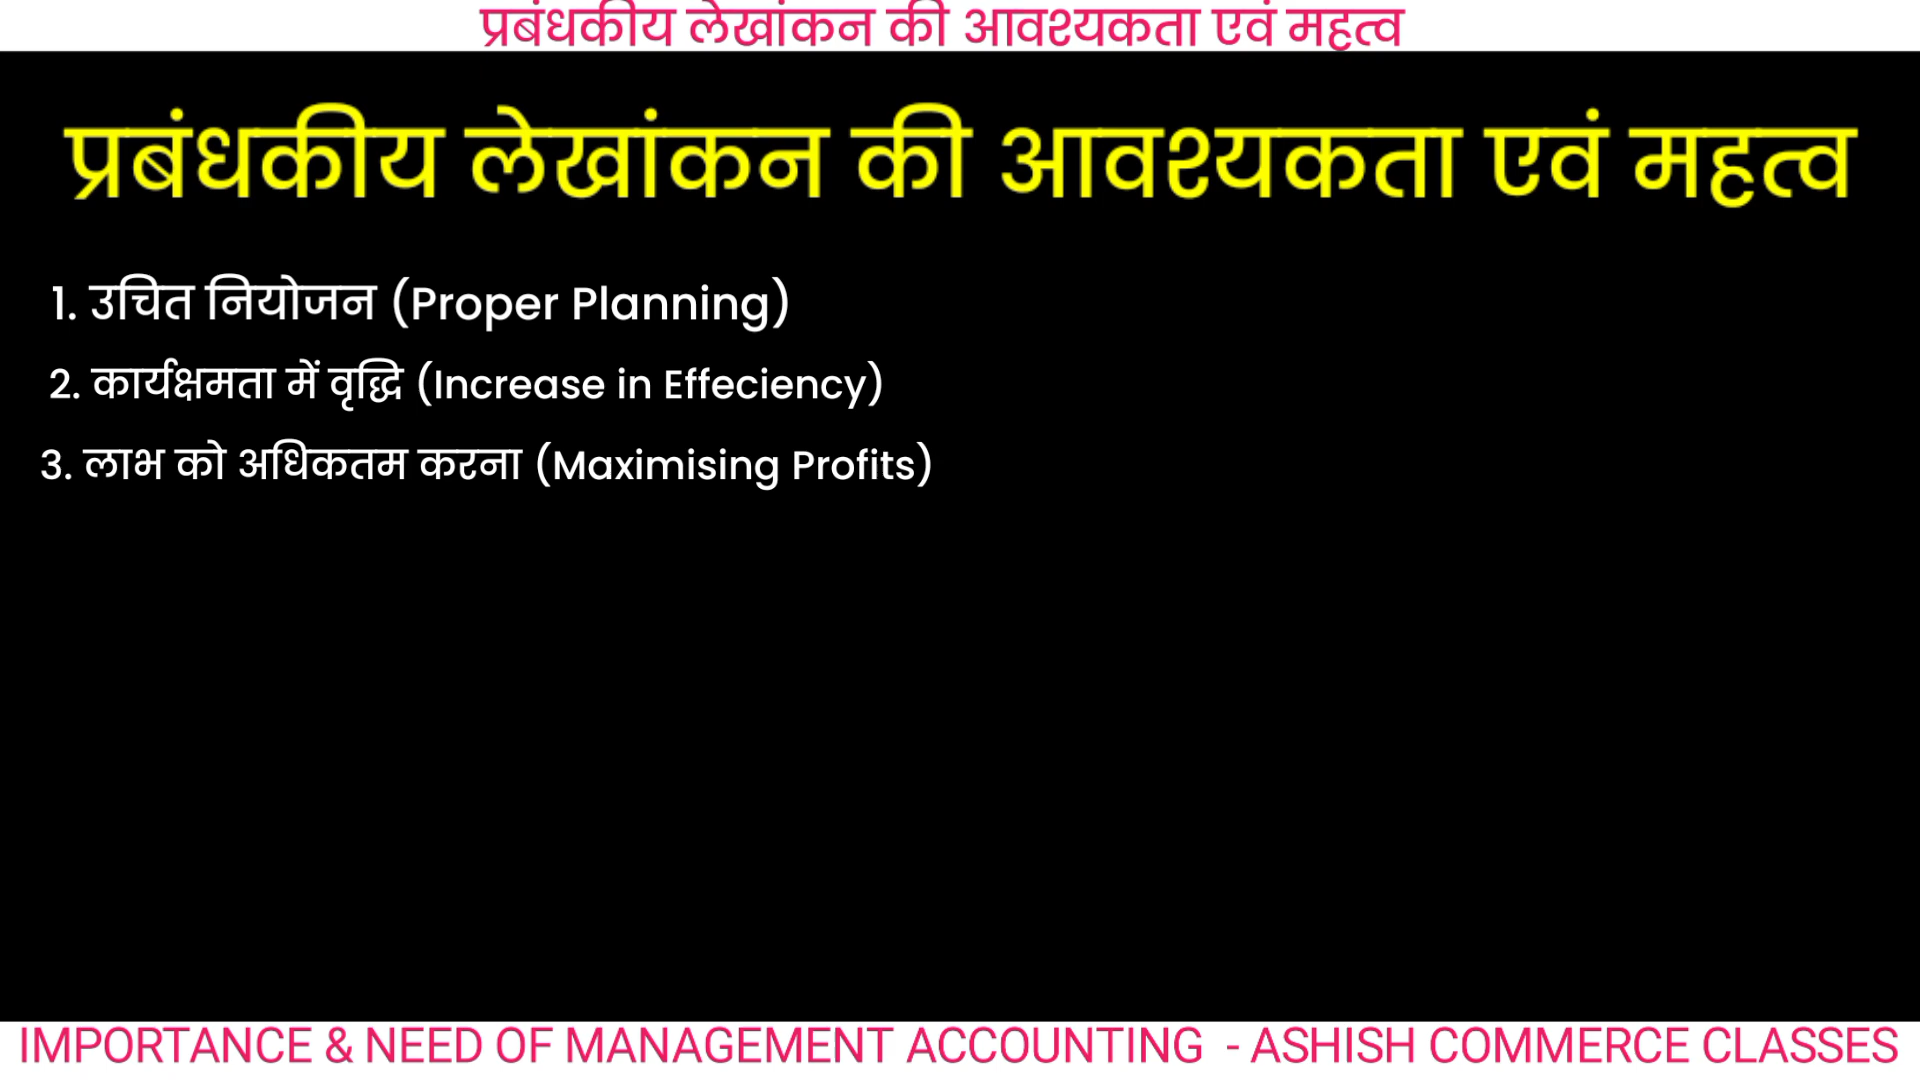 प्रबंधकीय लेखांकन की आवश्यकता एवं महत्व
प्रबंधकीय लेखांकन की आवश्यकता एवं महत्व
1. उचित नियोजन (Proper Planning)
2. कार्यक्षमता में वृद्धि (Increase in Effeciency)
3. लाभ को अधिकतम करना (Maximising Profits)
IMPORTANCE & NEED OF MANAGEMENT ACCOUNTING - ASHISH COMMERCE CLASSES